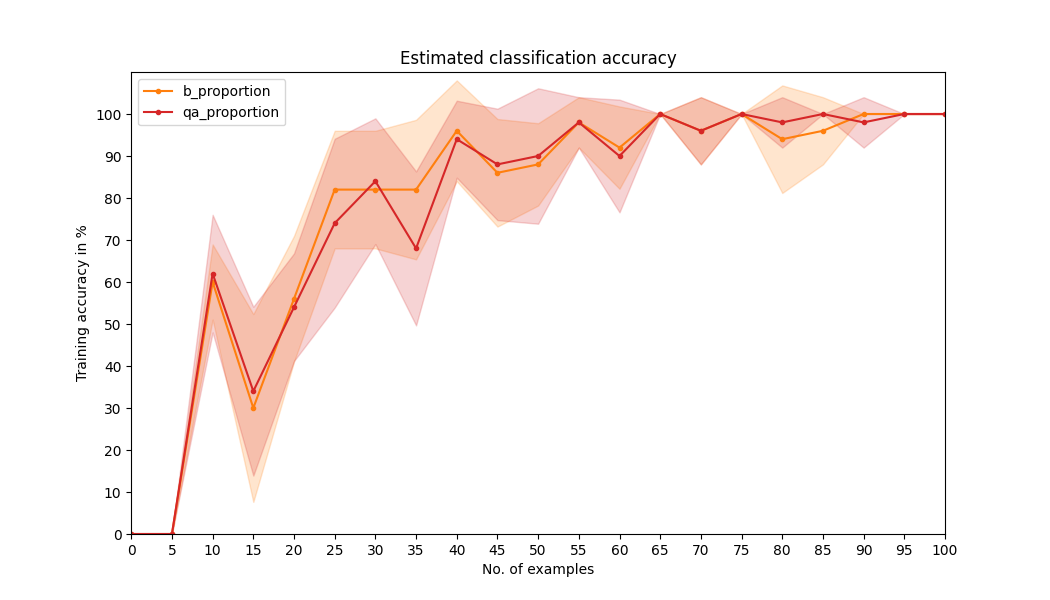 Estimated classification accuracy
b_proportion
qa_proportion
Training accuracy in %
100
90
80
70
60
50
40
30
20
10
0
0 5 10 15 20 25 30 35 40 45 50 55 60 65 70 75 80 85 90 95 100
No. of examples